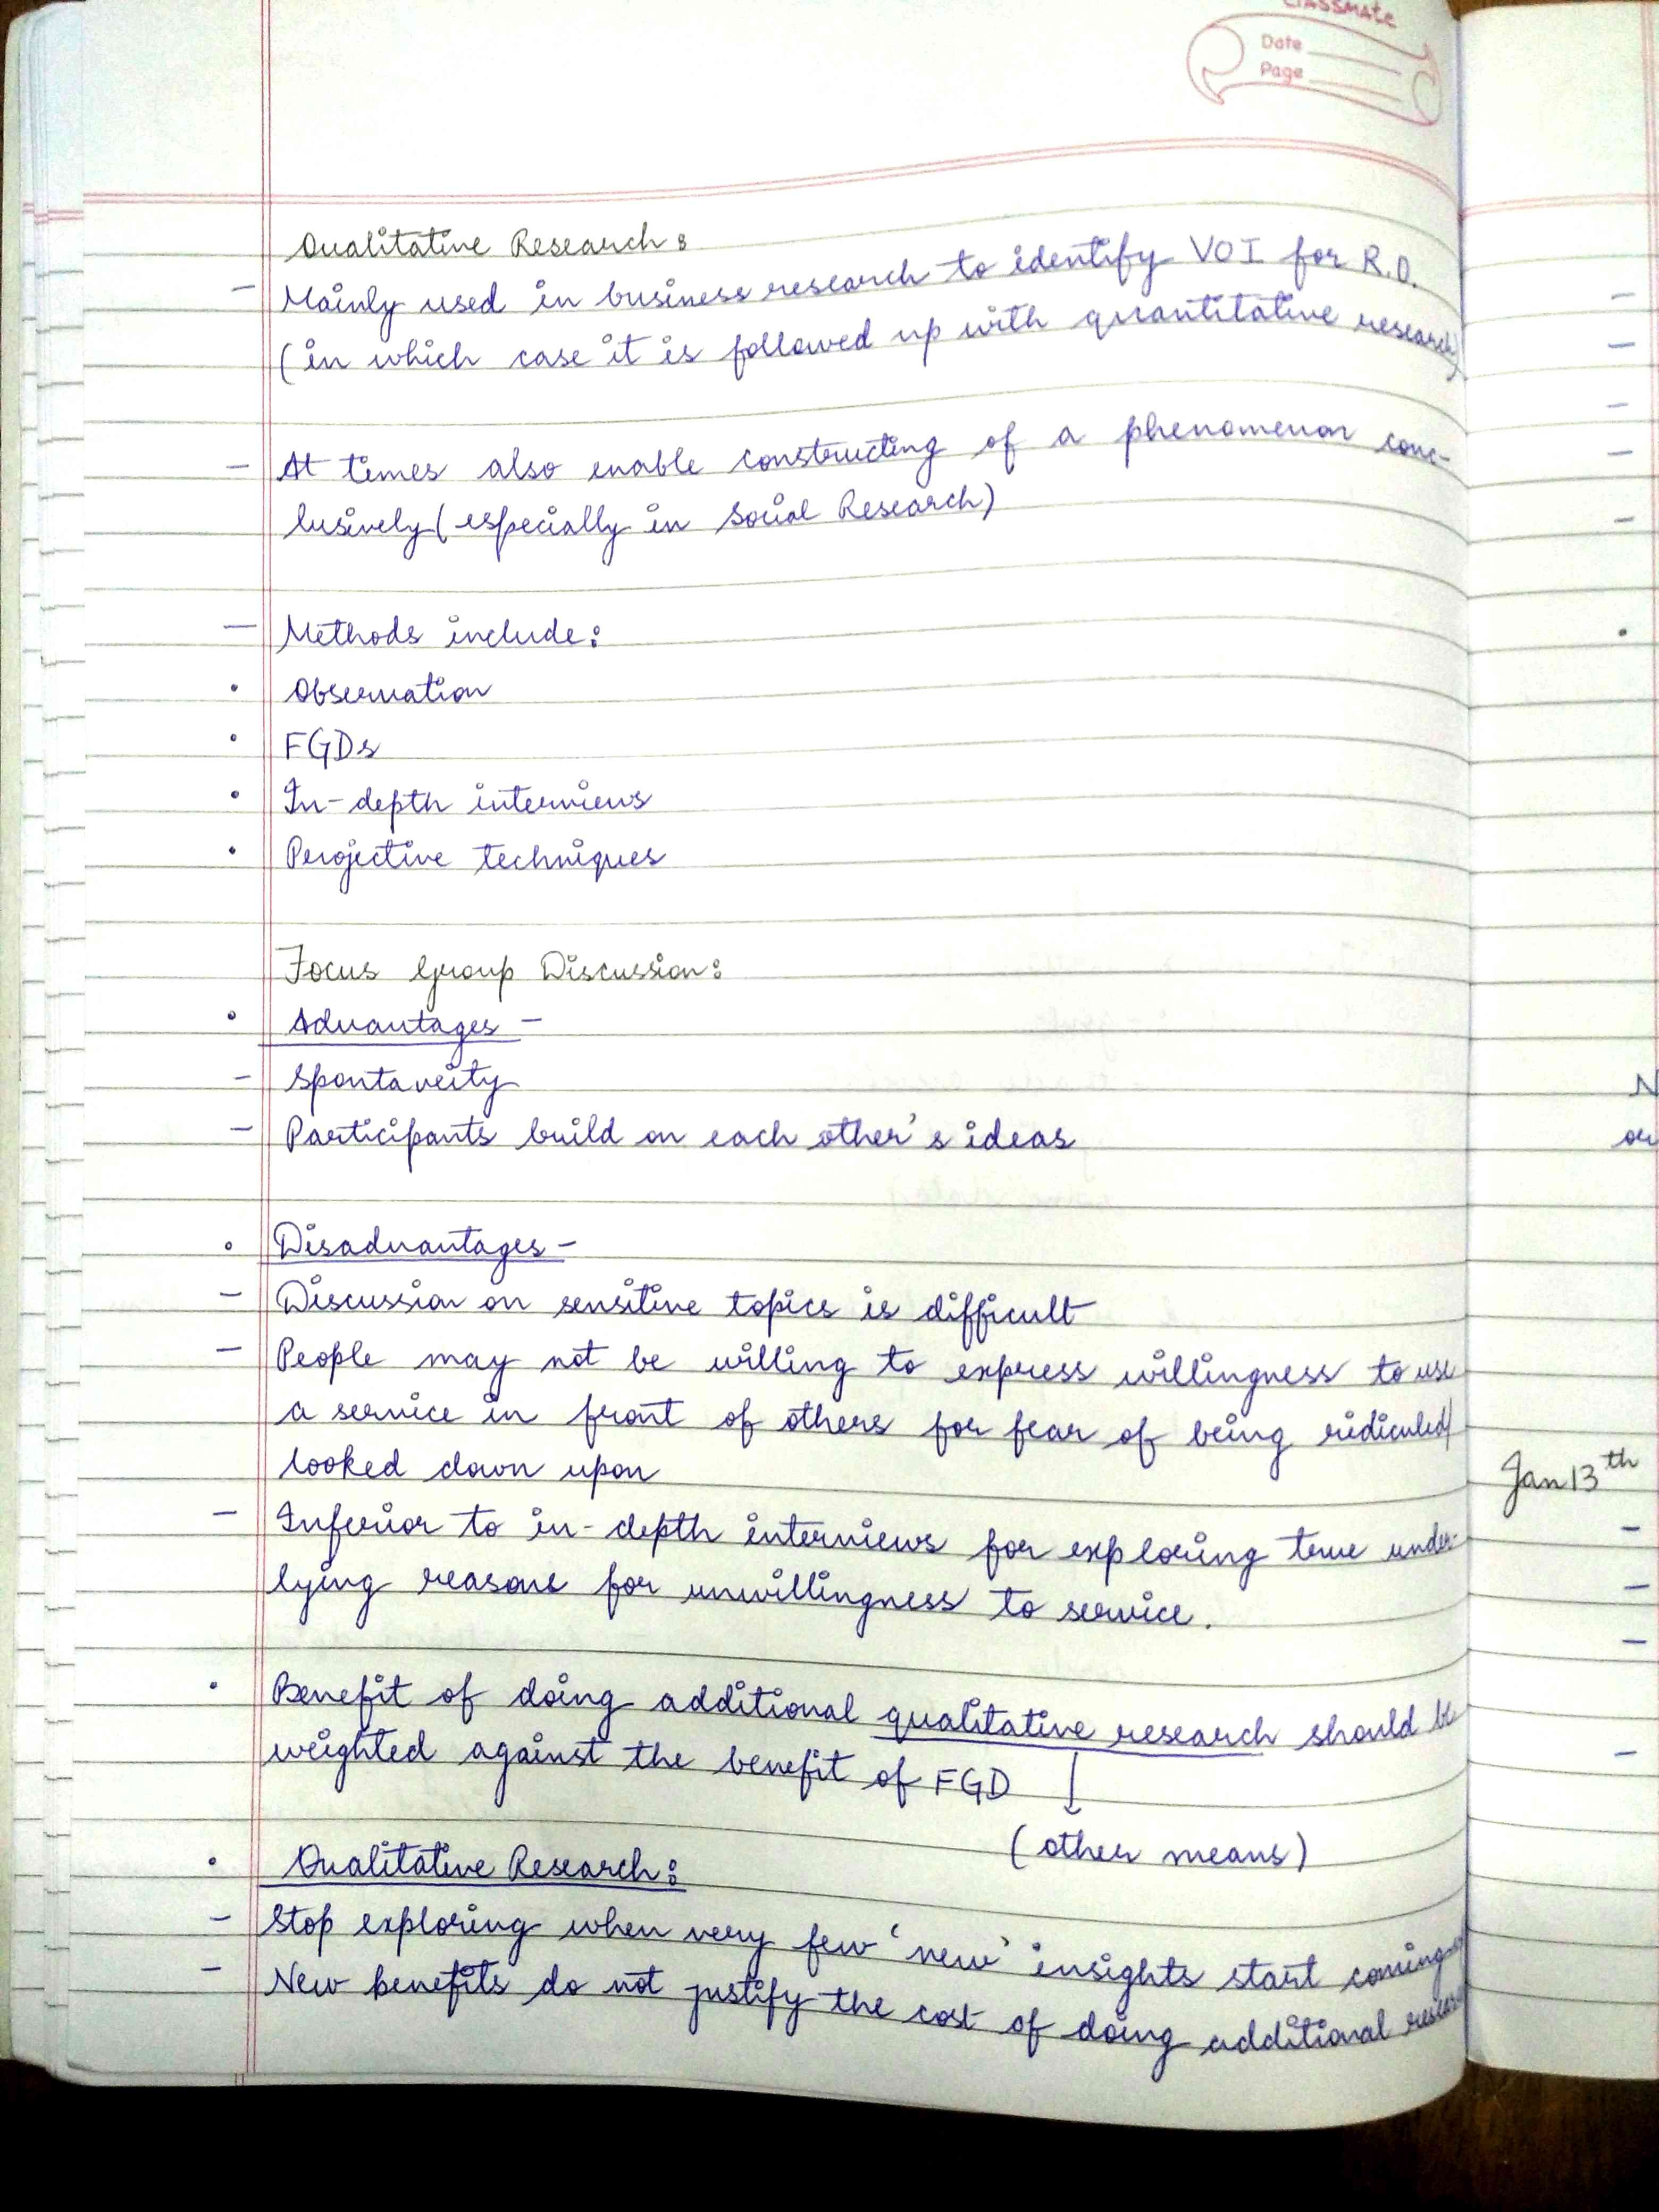 classmate
Date
Page
Qualitative Research:
– Mainly used in business research to identify VOI for R.O.
(in which case it is followed up with quantitative research)
– At times also enable constructing of a phenomenon conc-
lusively (especially in Social Research)
– Methods include:
• Observation
• FGDs
• In-depth interviews
• Projective techniques
Focus Group Discussion:
• Advantages –
– Spontaneity
– Participants build on each other's ideas
• Disadvantages –
– Discussion on sensitive topics is difficult
– People may not be willing to express willingness to use
a service in front of others for fear of being ridiculed/
looked down upon
– Inferior to in-depth interviews for exploring true under-
lying reasons for unwillingness to service.
• Benefit of doing additional qualitative research should be
weighted against the benefit of FGD ↓
(other means)
• Qualitative Research:
– Stop exploring when very few 'new' insights start coming
– New benefits do not justify the cost of doing additional research
Jan 13th